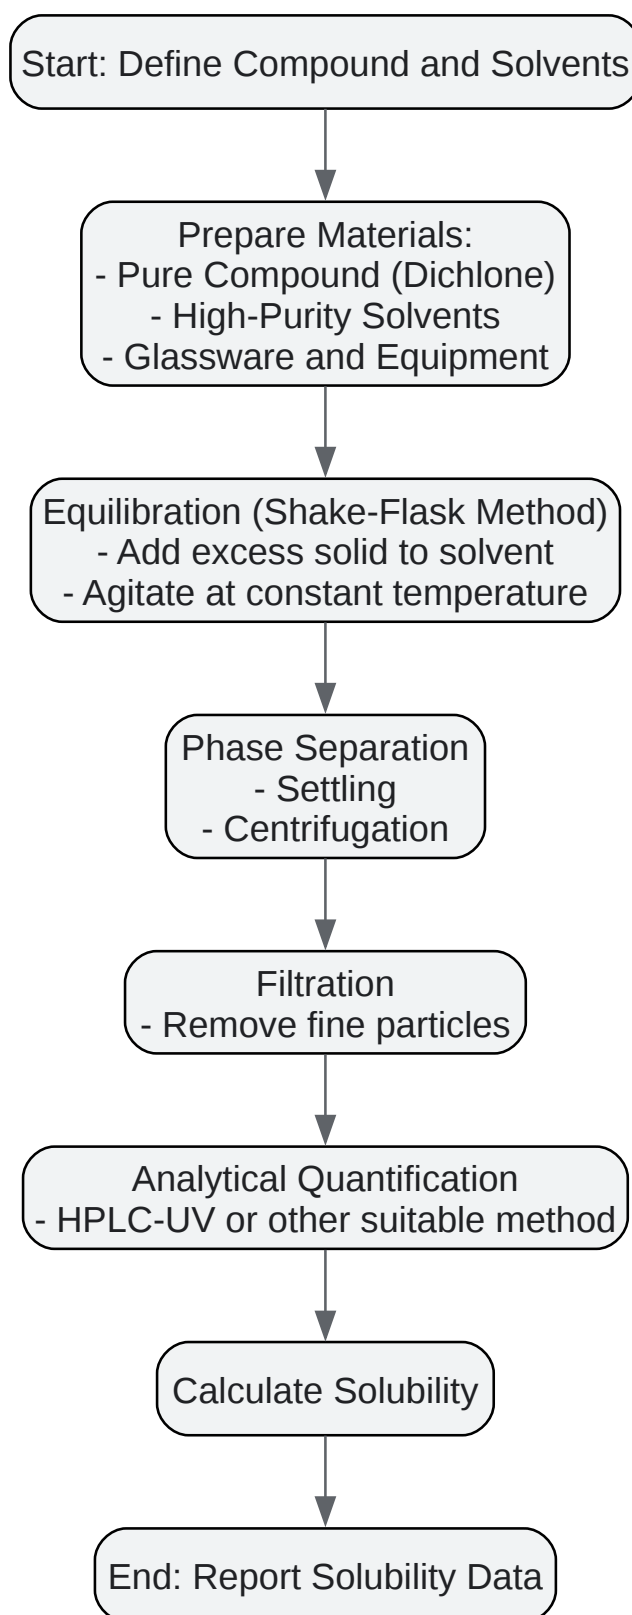 Start: Define Compound and Solvents
Prepare Materials:
- Pure Compound (Dichlone)
- High-Purity Solvents
- Glassware and Equipment
Equilibration (Shake-Flask Method)
- Add excess solid to solvent
- Agitate at constant temperature
Phase Separation
- Settling
- Centrifugation
Filtration
- Remove fine particles
Analytical Quantification
- HPLC-UV or other suitable method
Calculate Solubility
End: Report Solubility Data